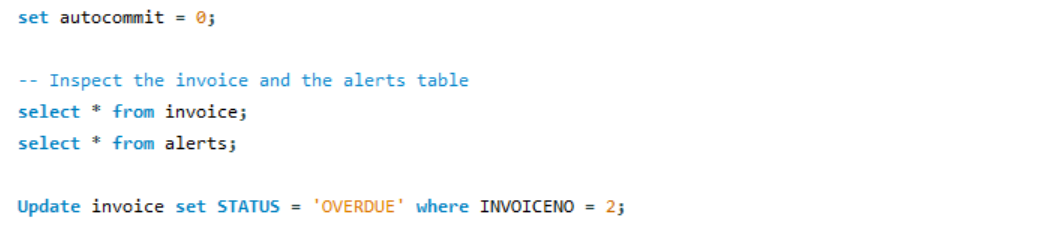 set autocommit = 0;
-- Inspect the invoice and the alerts table
select * from invoice;
select * from alerts;
Update invoice set STATUS = 'OVERDUE' where INVOICENO = 2;